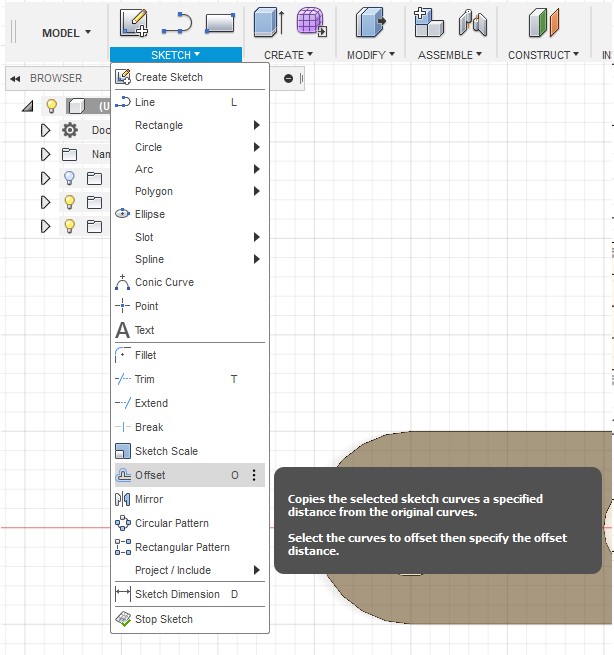 MODEL
SKETCH
CREATE
MODIFY
ASSEMBLE
CONSTRUCT
IN
BROWSER
(U
Doc
Nam
Create Sketch
Line L
Rectangle
Circle
Arc
Polygon
Ellipse
Slot
Spline
Conic Curve
Point
A Text
Fillet
Trim T
Extend
Break
Sketch Scale
Offset O
Mirror
Circular Pattern
Rectangular Pattern
Project / Include
Sketch Dimension D
Stop Sketch
Copies the selected sketch curves a specified
distance from the original curves.
Select the curves to offset then specify the offset
distance.